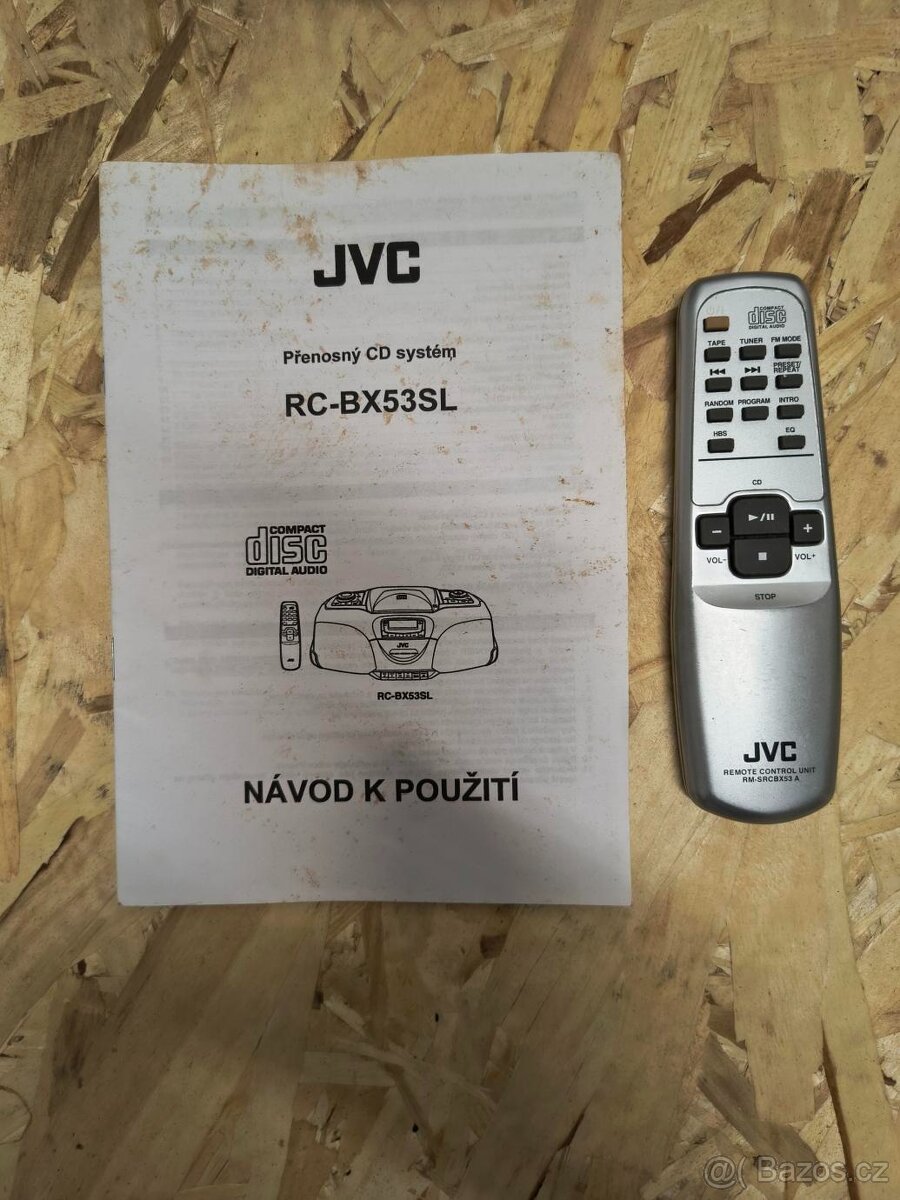 JVC
Přenosný CD systém
RC-BX53SL
COMPACT
disc
DIGITAL AUDIO
JVC
RC-BX53SL
NÁVOD K POUŽITÍ
COMPACT
disc
DIGITAL AUDIO
TAPE TUNER FM MODE
PRESET/
REPEAT
RANDOM PROGRAM INTRO
HBS EQ
CD
VOL- VOL+
STOP
JVC
REMOTE CONTROL UNIT
RM-SRCBX53 A
@( Bazos.cz